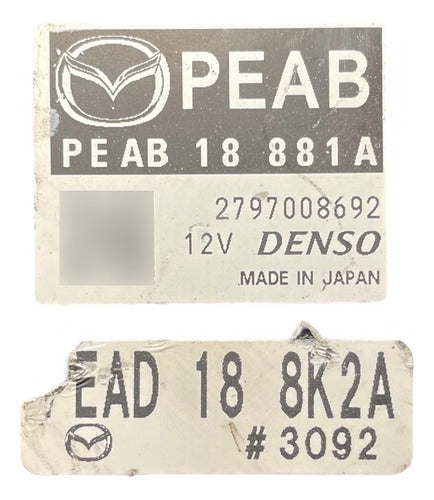 PEAB
PEAB 18 881A
2797008692
12V DENSO
MADE IN JAPAN
EAD 18 8K2A
#3092